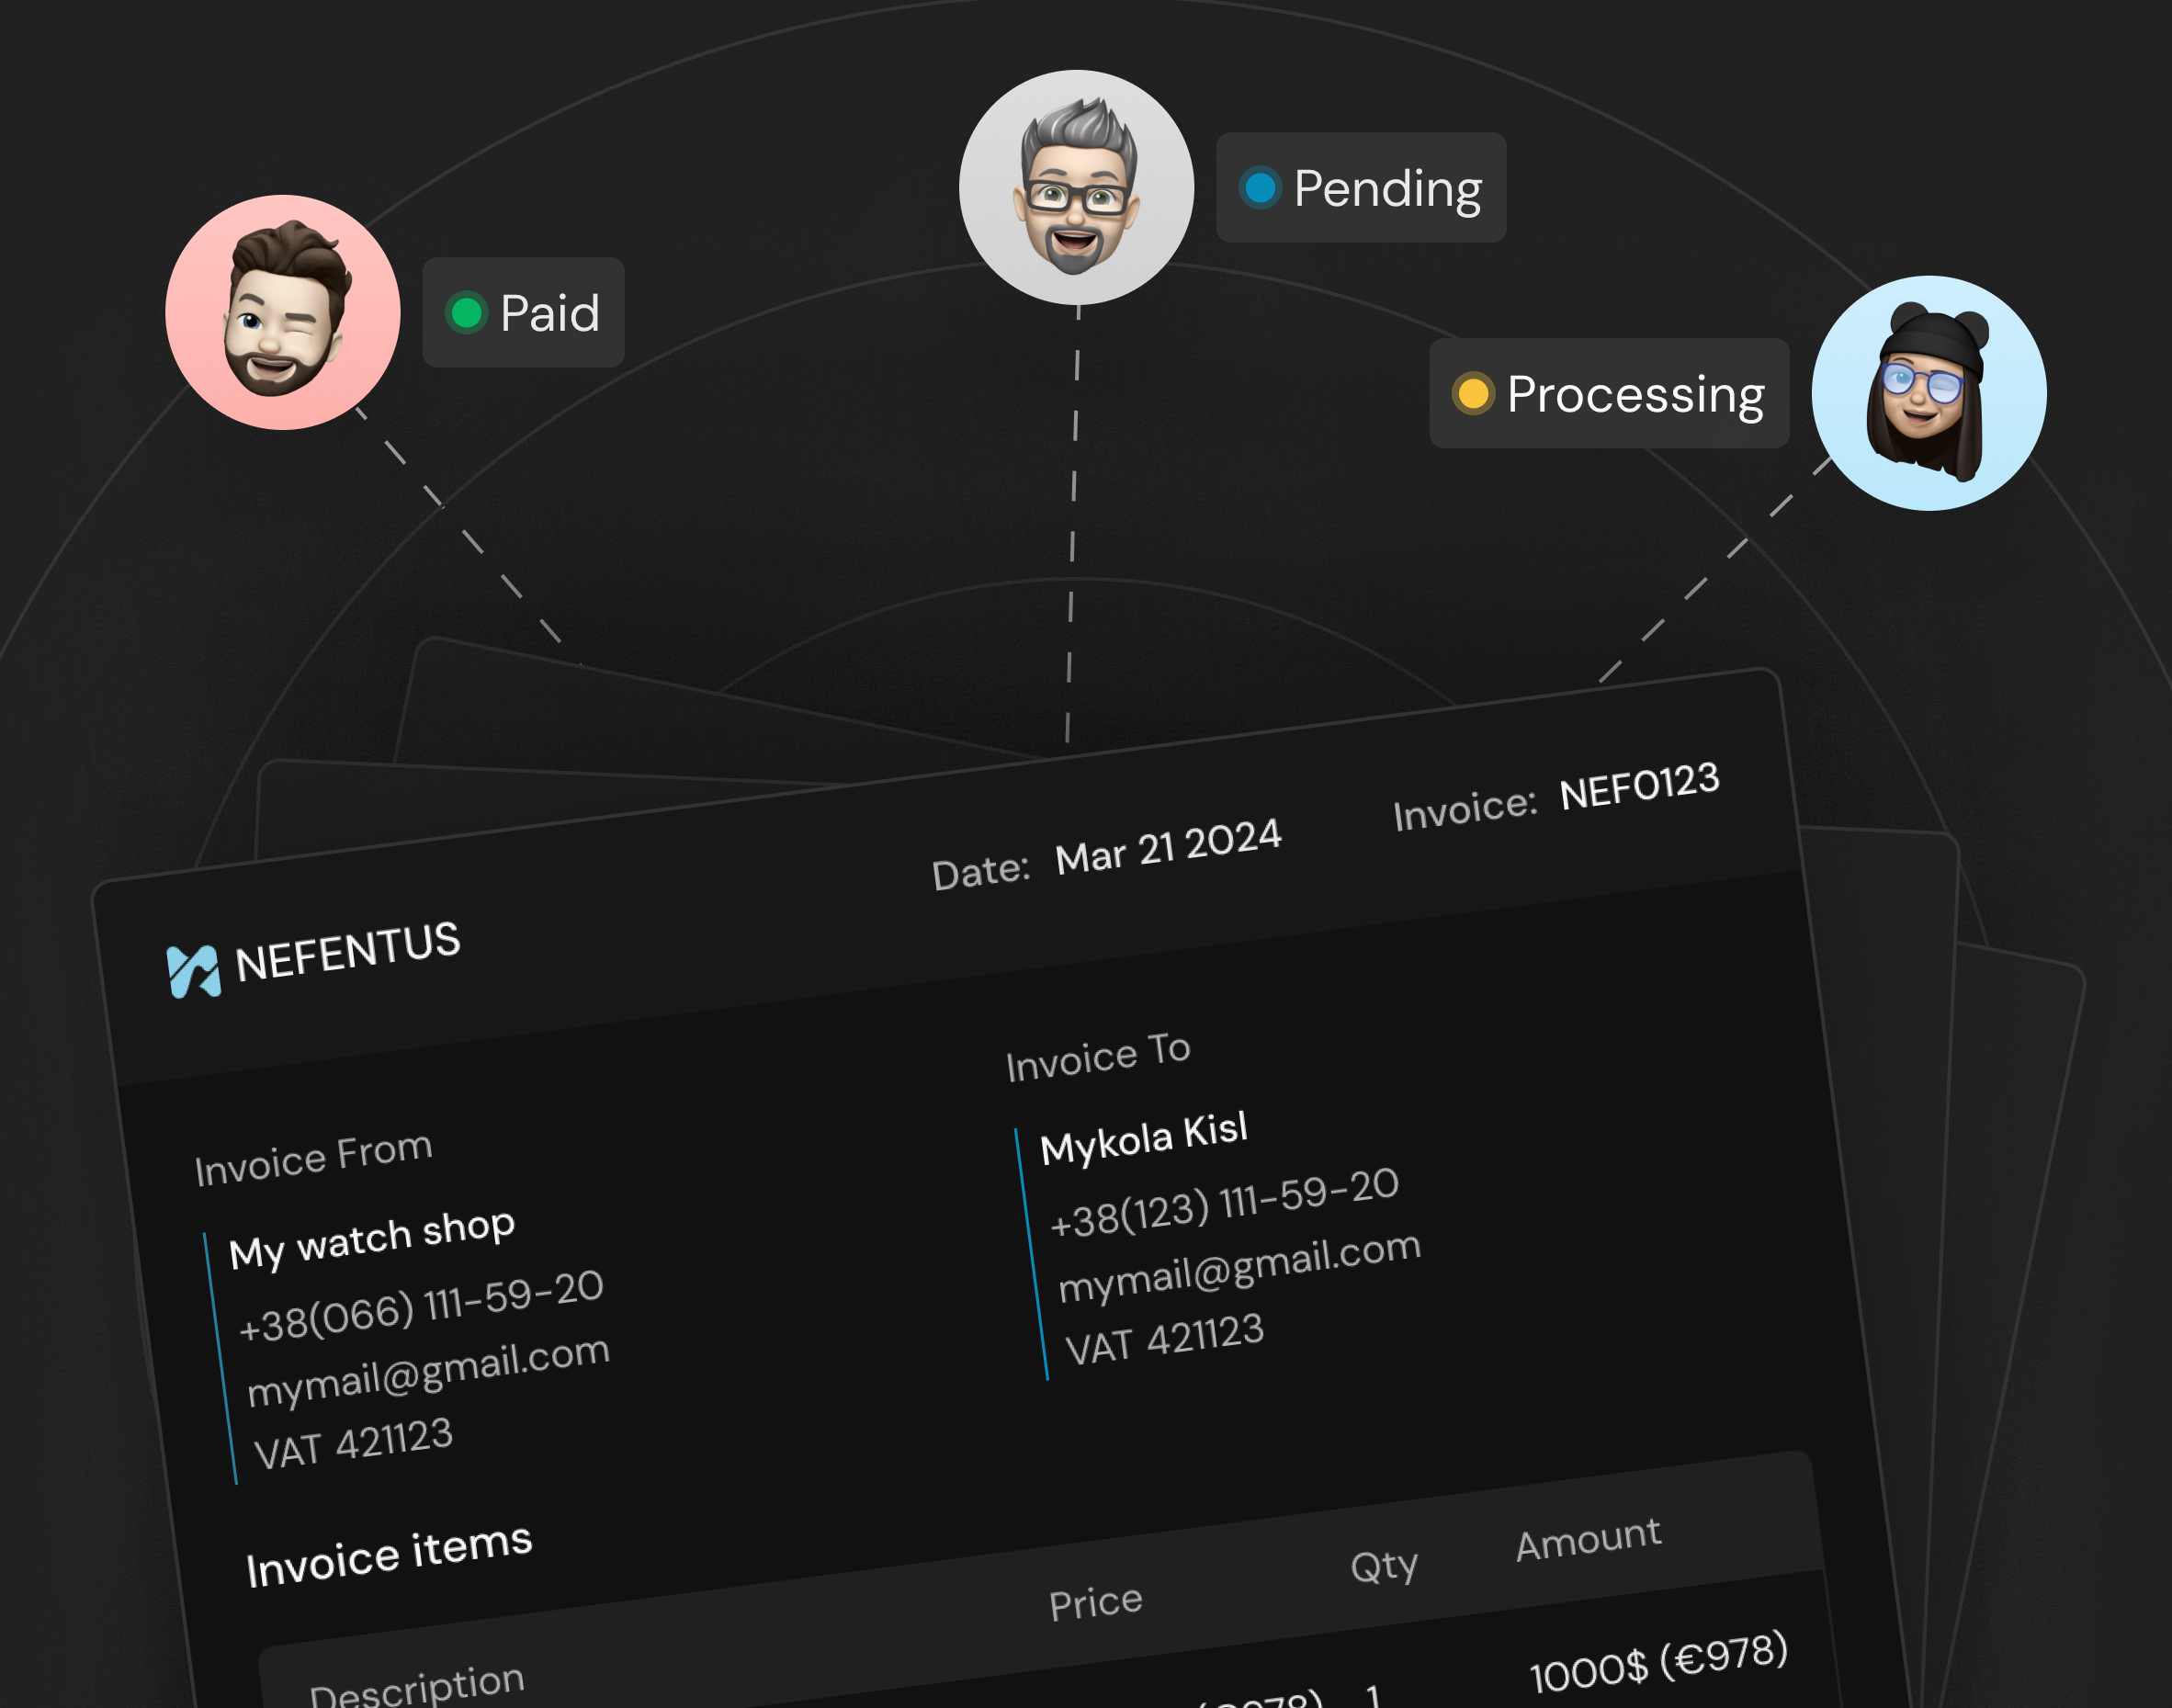 Pending
Paid
Processing
Date: Mar 21 2024
Invoice: NEF0123
NEFENTUS
Invoice From
My watch shop
+38(066) 111-59-20
mymail@gmail.com
VAT 421123
Invoice To
Mykola Kisl
+38(123) 111-59-20
mymail@gmail.com
VAT 421123
Invoice items
Description Price Qty Amount
1 1000$ (€978)